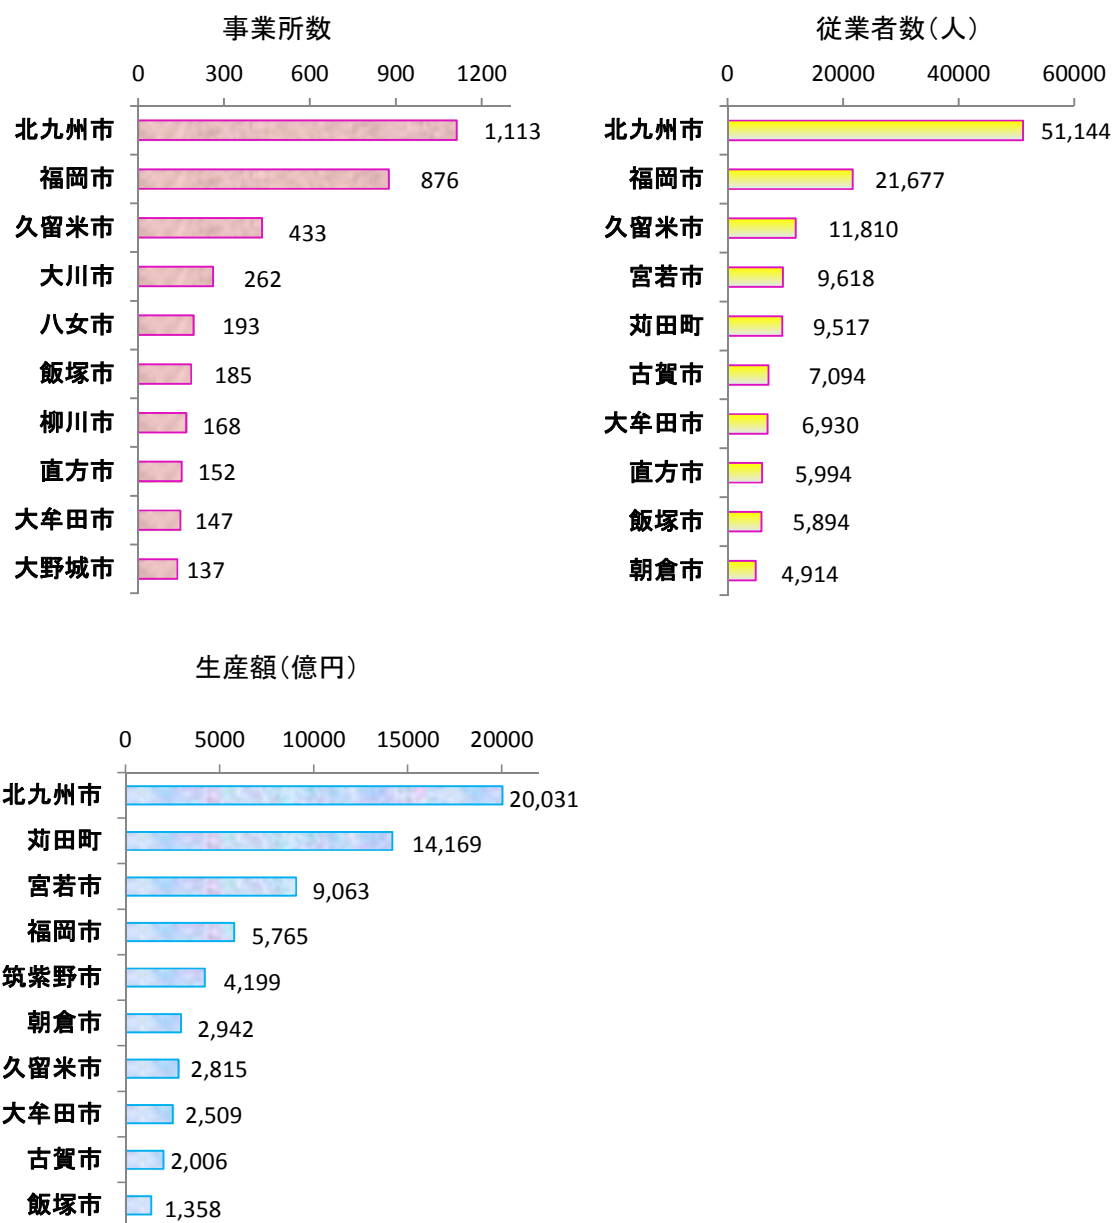 事業所数
0 300 600 900 1200
北九州市 1,113
福岡市 876
久留米市 433
大川市 262
八女市 193
飯塚市 185
柳川市 168
直方市 152
大牟田市 147
大野城市 137
従業者数（人）
0 20000 40000 60000
北九州市 51,144
福岡市 21,677
久留米市 11,810
宮若市 9,618
苅田町 9,517
古賀市 7,094
大牟田市 6,930
直方市 5,994
飯塚市 5,894
朝倉市 4,914
生産額（億円）
0 5000 10000 15000 20000
北九州市 20,031
苅田町 14,169
宮若市 9,063
福岡市 5,765
筑紫野市 4,199
朝倉市 2,942
久留米市 2,815
大牟田市 2,509
古賀市 2,006
飯塚市 1,358